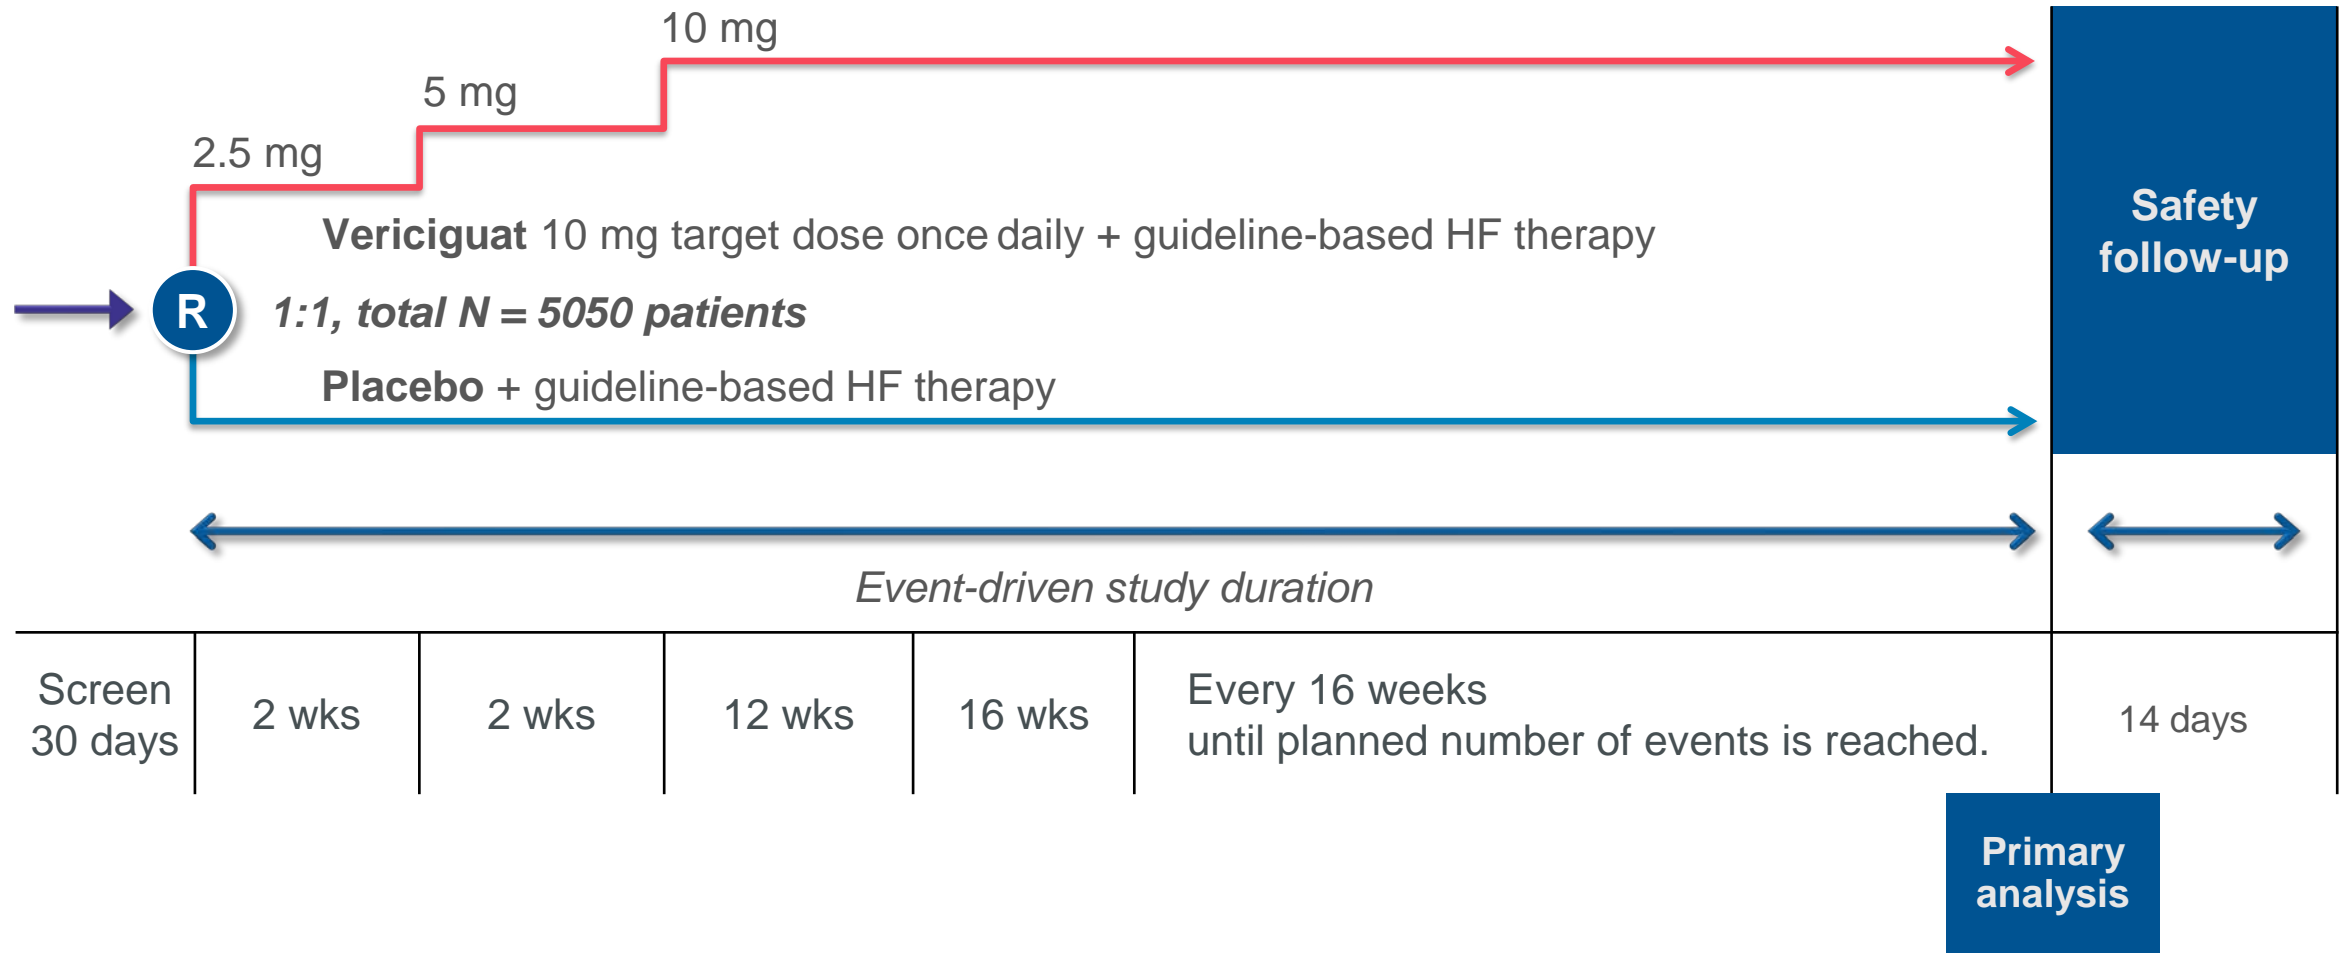 10 mg
5 mg
2.5 mg
Vericiguat 10 mg target dose once daily + guideline-based HF therapy
R
1:1, total N = 5050 patients
Placebo + guideline-based HF therapy
Safety
follow-up
Event-driven study duration
Screen
30 days
2 wks
2 wks
12 wks
16 wks
Every 16 weeks
until planned number of events is reached.
14 days
Primary
analysis